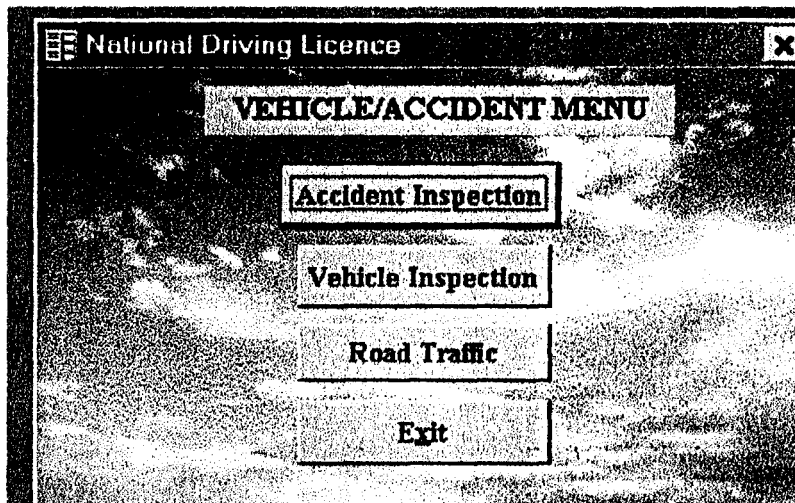 National Driving Licence
VEHICLE/ACCIDENT MENU
Accident Inspection
Vehicle Inspection
Road Traffic
Exit